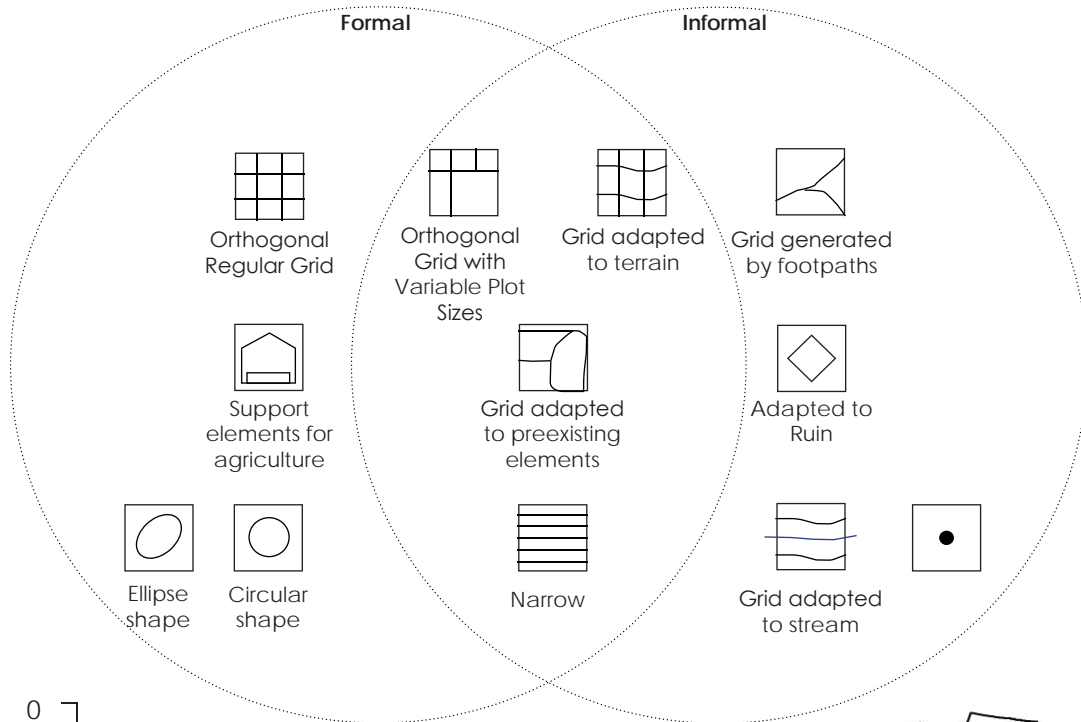 Formal
Informal
Orthogonal
Regular Grid
Orthogonal
Grid with
Variable Plot
Sizes
Grid adapted
to terrain
Grid generated
by footpaths
Support
elements for
agriculture
Grid adapted
to preexisting
elements
Adapted to
Ruin
Ellipse
shape
Circular
shape
Narrow
Grid adapted
to stream
0